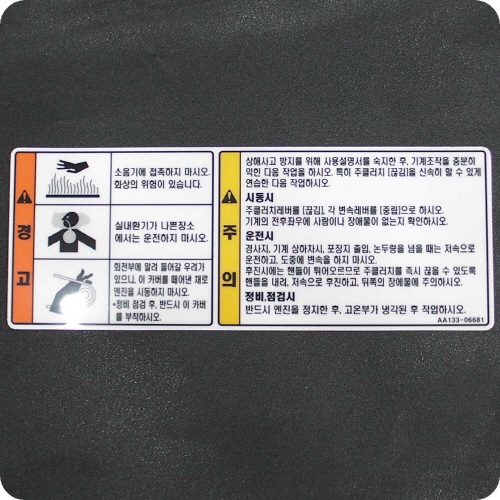 경고
소음기에 접촉하지 마시오.
화상의 위험이 있습니다.
실내환기가 나쁜장소
에서는 운전하지 마시오.
회전부에 말려 들어갈 우려가
있으니, 이 카버를 떼어낸 채로
엔진을 시동하지 마시오.
•정비 점검 후, 반드시 이 카버
를 부착하시오.
주의
상해사고 방지를 위해 사용설명서를 숙지한 후, 기계조작을 충분히
익힌 다음 작업을 하시오. 특히 주클러치 [끊김]을 신속히 할 수 있게
연습한 다음 작업하시오.
시동시
주클러치레버를 [끊김], 각 변속레버를 [중립]으로 하시오.
기계의 전후좌우에 사람이나 장애물이 없는지 확인하시오.
운전시
경사지, 기계 상하차시, 포장지 출입, 논두렁을 넘을 때는 저속으로
운전하고, 도중에 변속을 하지 마시오.
후진시에는 핸들이 튀어오르므로 주클러치를 즉시 끊을 수 있도록
핸들을 내려, 저속으로 후진하고, 뒤쪽의 장애물에 주의하시오.
정비,점검시
반드시 엔진을 정지한 후, 고온부가 냉각된 후 작업하시오.
AA133-06681